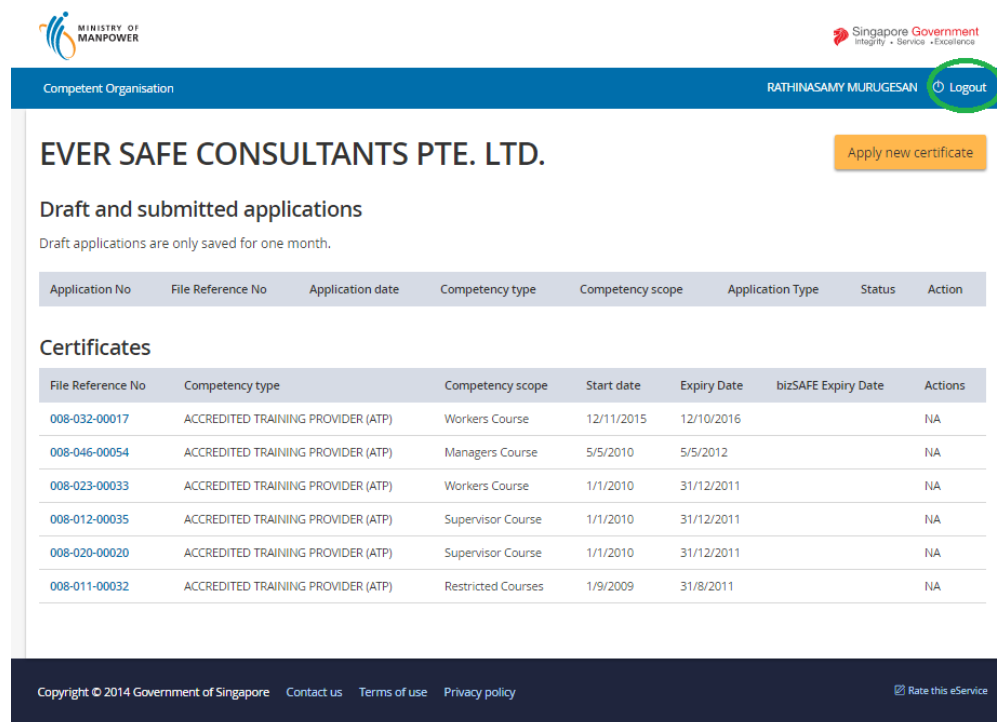 MINISTRY OF
MANPOWER
Singapore Government
Integrity • Service • Excellence
Competent Organisation RATHINASAMY MURUGESAN Logout
EVER SAFE CONSULTANTS PTE. LTD. Apply new certificate
Draft and submitted applications
Draft applications are only saved for one month.
Application No File Reference No Application date Competency type Competency scope Application Type Status Action
Certificates
File Reference No Competency type Competency scope Start date Expiry Date bizSAFE Expiry Date Actions
008-032-00017 ACCREDITED TRAINING PROVIDER (ATP) Workers Course 12/11/2015 12/10/2016 NA
008-046-00054 ACCREDITED TRAINING PROVIDER (ATP) Managers Course 5/5/2010 5/5/2012 NA
008-023-00033 ACCREDITED TRAINING PROVIDER (ATP) Workers Course 1/1/2010 31/12/2011 NA
008-012-00035 ACCREDITED TRAINING PROVIDER (ATP) Supervisor Course 1/1/2010 31/12/2011 NA
008-020-00020 ACCREDITED TRAINING PROVIDER (ATP) Supervisor Course 1/1/2010 31/12/2011 NA
008-011-00032 ACCREDITED TRAINING PROVIDER (ATP) Restricted Courses 1/9/2009 31/8/2011 NA
Copyright © 2014 Government of Singapore Contact us Terms of use Privacy policy Rate this eService